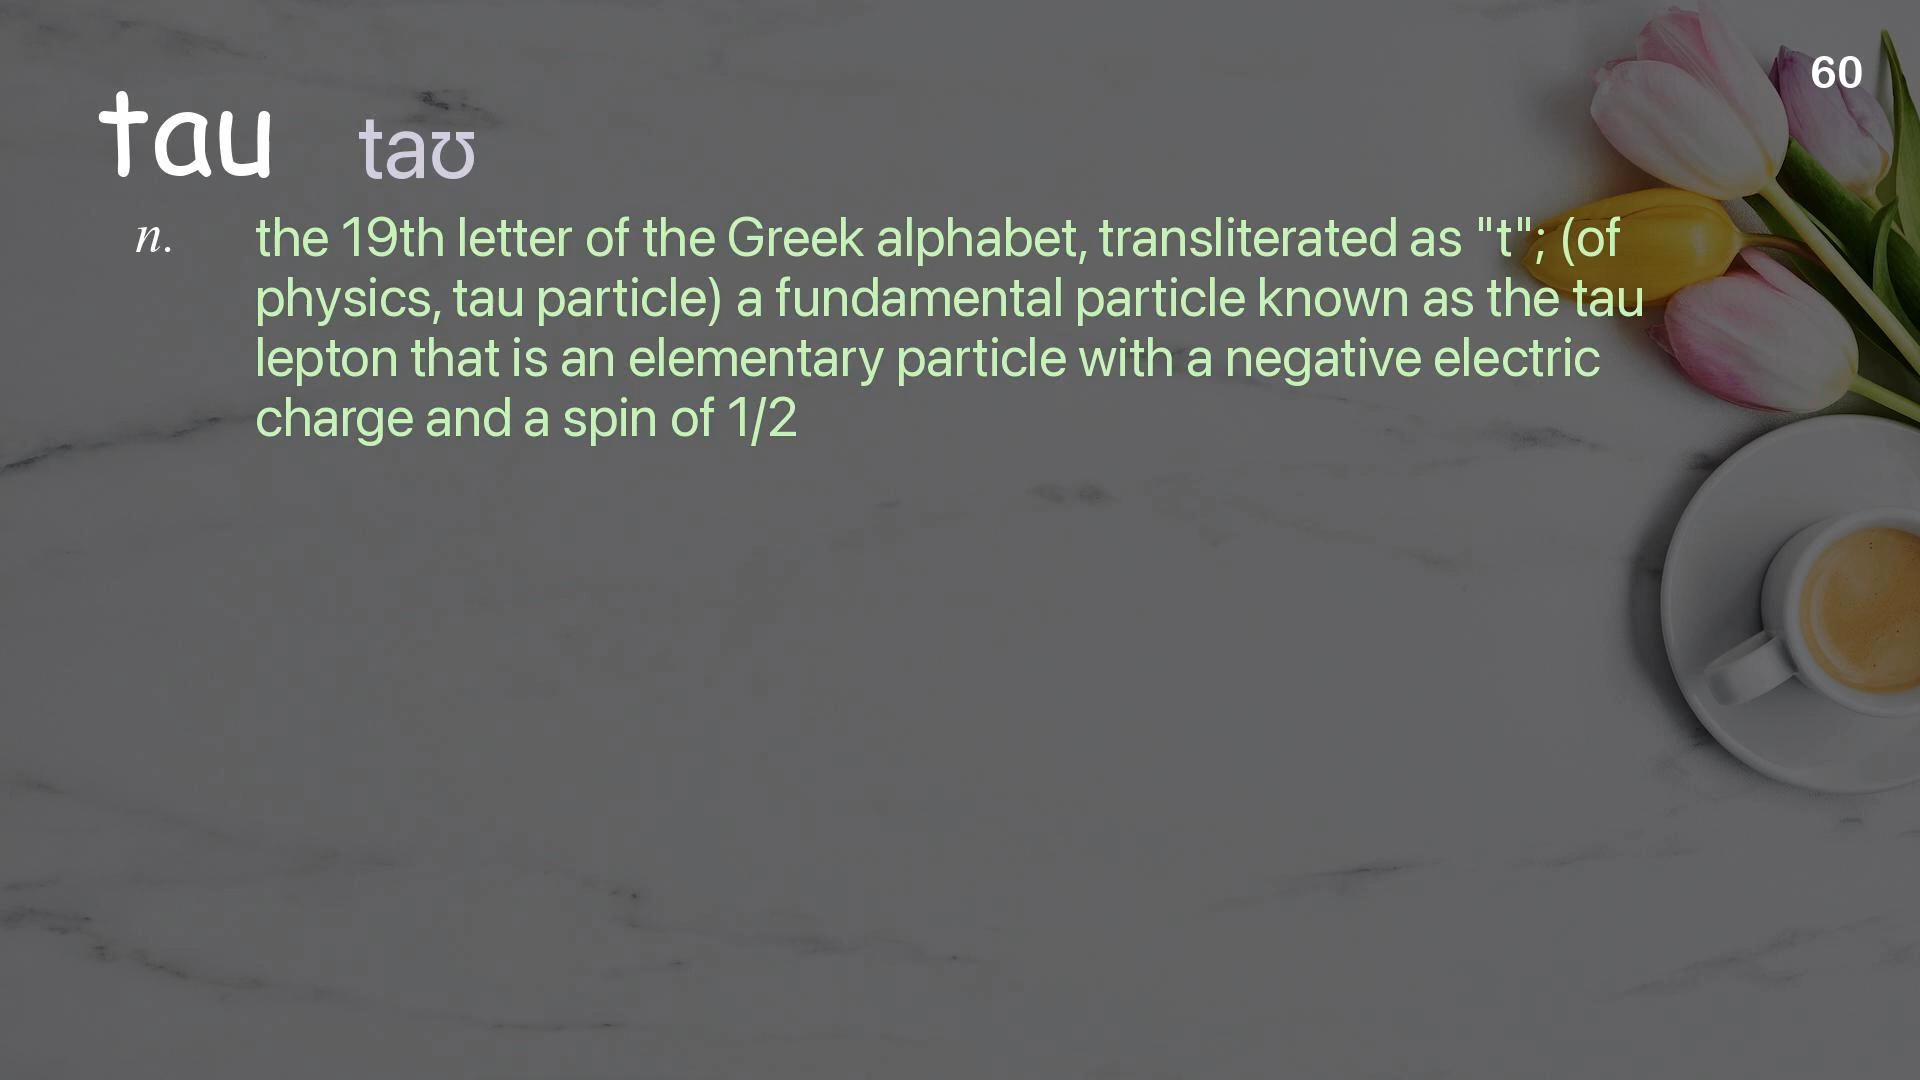 60
tau taʊ
n. the 19th letter of the Greek alphabet, transliterated as "t"; (of
physics, tau particle) a fundamental particle known as the tau
lepton that is an elementary particle with a negative electric
charge and a spin of 1/2